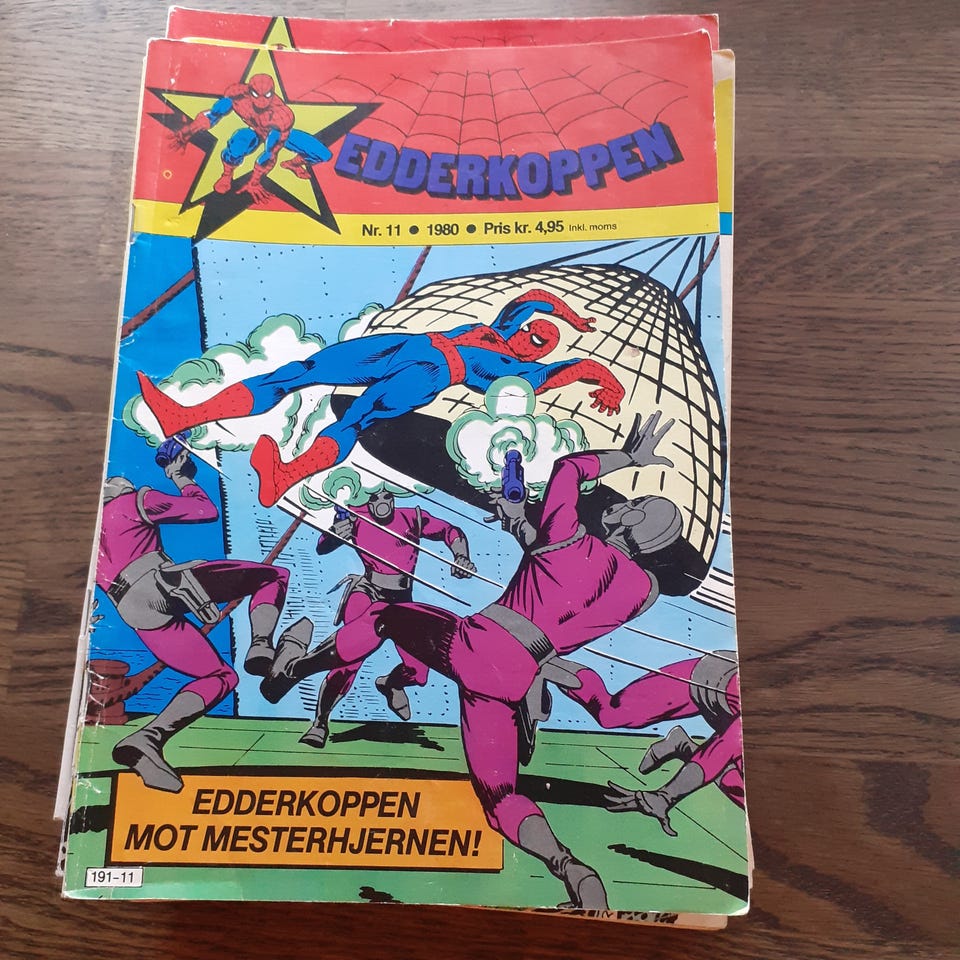 EDDERKOPPEN
Nr. 11 ● 1980 ● Pris kr. 4,95 Inkl. moms
EDDERKOPPEN
MOT MESTERHJERNEN!
191-11